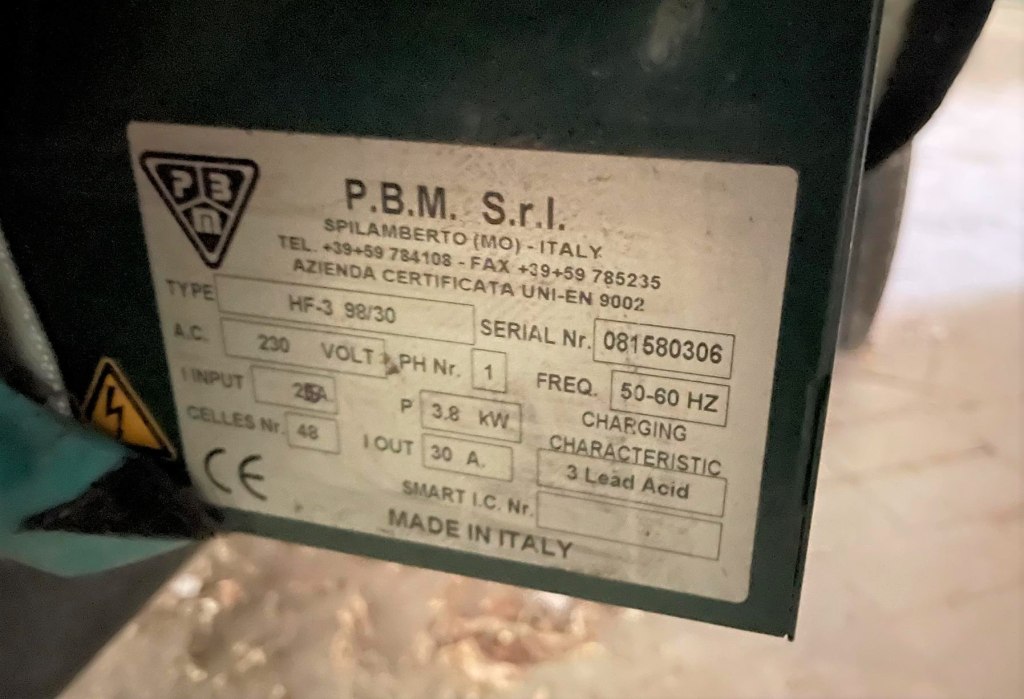 P B M
P.B.M. S.r.l.
SPILAMBERTO (MO) - ITALY
TEL. +39+59 784108 - FAX +39+59 785235
AZIENDA CERTIFICATA UNI-EN 9002
TYPE HF-3 98/30 SERIAL Nr. 081580306
A.C. 230 VOLT PH Nr. 1 FREQ. 50-60 HZ
I INPUT P 3.8 kW CHARGING
CELLES Nr. 48 I OUT 30 A. CHARACTERISTIC
3 Lead Acid
CE SMART I.C. Nr.
MADE IN ITALY